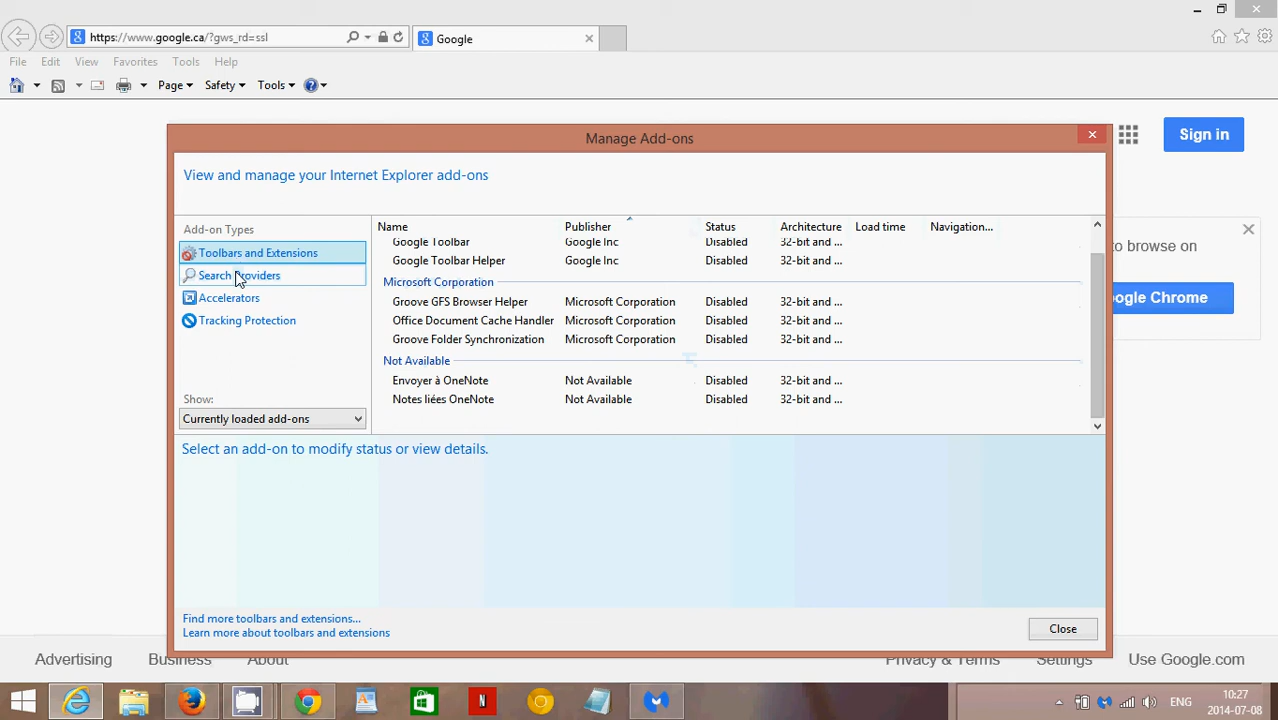 https://www.google.ca/?gws_rd=ssl
Google
File Edit View Favorites Tools Help
Page Safety Tools
Sign in
Manage Add-ons
View and manage your Internet Explorer add-ons
Add-on Types
Toolbars and Extensions
Search Providers
Accelerators
Tracking Protection
Show:
Currently loaded add-ons
Name Publisher Status Architecture Load time Navigation...
Google Toolbar Google Inc Disabled 32-bit and ...
Google Toolbar Helper Google Inc Disabled 32-bit and ...
Microsoft Corporation
Groove GFS Browser Helper Microsoft Corporation Disabled 32-bit and ...
Office Document Cache Handler Microsoft Corporation Disabled 32-bit and ...
Groove Folder Synchronization Microsoft Corporation Disabled 32-bit and ...
Not Available
Envoyer à OneNote Not Available Disabled 32-bit and ...
Notes liées OneNote Not Available Disabled 32-bit and ...
to browse on
ogle Chrome
Select an add-on to modify status or view details.
Find more toolbars and extensions...
Learn more about toolbars and extensions
Close
Advertising Business About Privacy & Terms Settings Use Google.com
N
ENG
10:27
2014-07-08